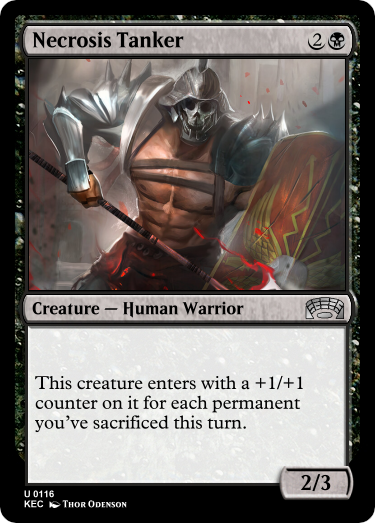 Necrosis Tanker 2
Creature — Human Warrior
This creature enters with a +1/+1
counter on it for each permanent
you've sacrificed this turn.
2/3
U 0116
KEC Thor Odenson